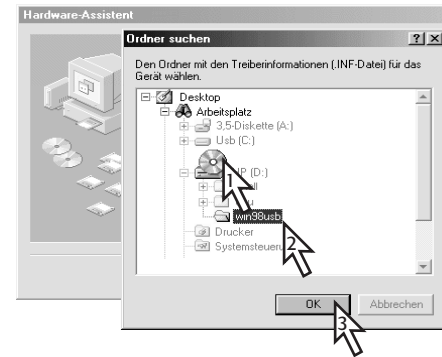 Hardware-Assistent
Ordner suchen
Den Ordner mit den Treiberinformationen (.INF-Datei) für das
Gerät wählen.
Desktop
Arbeitsplatz
3,5-Diskette (A:)
Usb (C:)
(D:)
win98usb
Drucker
OK
Abbrechen
1
2
3